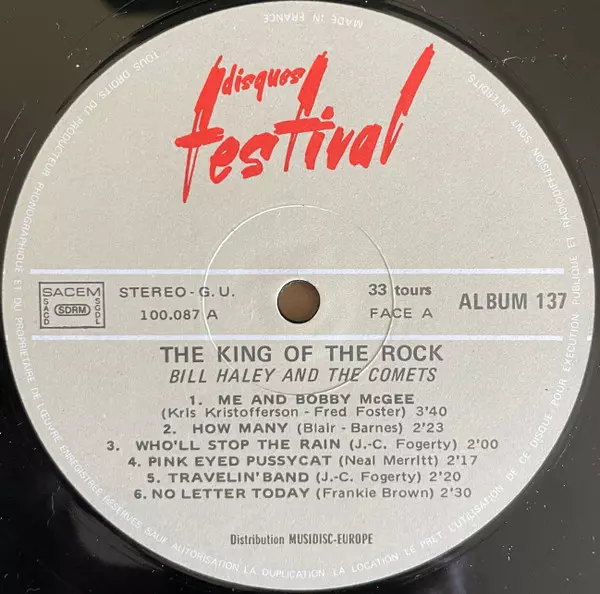 MADE IN FRANCE
TOUS DROITS DU PRODUCTEUR PHONOGRAPHIQUE ET DU PROPRIETAIRE DE L'ŒUVRE ENREGISTREE RESERVES SAUF AUTORISATION LA DUPLICATION LA LOCATION LE PRET, L'UTILISATION DE CE DISQUE POUR EXECUTION PUBLIQUE ET RADIODIFFUSION SONT INTERDITS
disques
festival
SACEM
SACD
SDRM
SGDL
STEREO - G. U.
33 tours
ALBUM 137
100.087 A
FACE A
THE KING OF THE ROCK
BILL HALEY AND THE COMETS
1. ME AND BOBBY McGEE
(Kris Kristofferson - Fred Foster) 3'40
2. HOW MANY (Blair - Barnes) 2'23
3. WHO'LL STOP THE RAIN (J.-C. Fogerty) 2'00
4. PINK EYED PUSSYCAT (Neal Merritt) 2'17
5. TRAVELIN' BAND (J.-C. Fogerty) 2'20
6. NO LETTER TODAY (Frankie Brown) 2'30
Distribution MUSIDISC-EUROPE